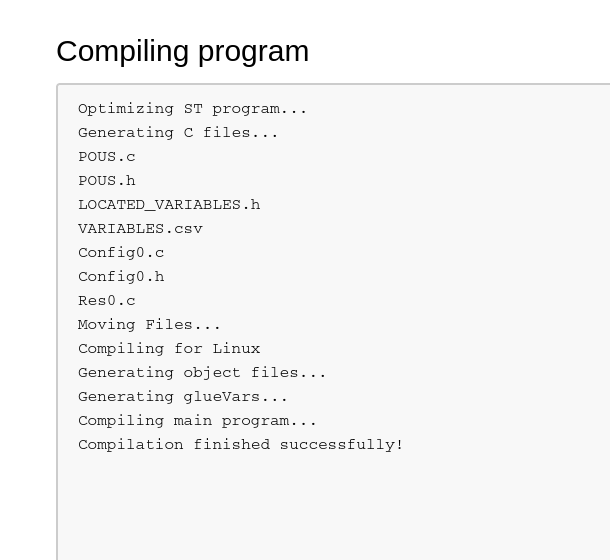 Compiling program
Optimizing ST program...
Generating C files...
POUS.c
POUS.h
LOCATED_VARIABLES.h
VARIABLES.csv
Config0.c
Config0.h
Res0.c
Moving Files...
Compiling for Linux
Generating object files...
Generating glueVars...
Compiling main program...
Compilation finished successfully!